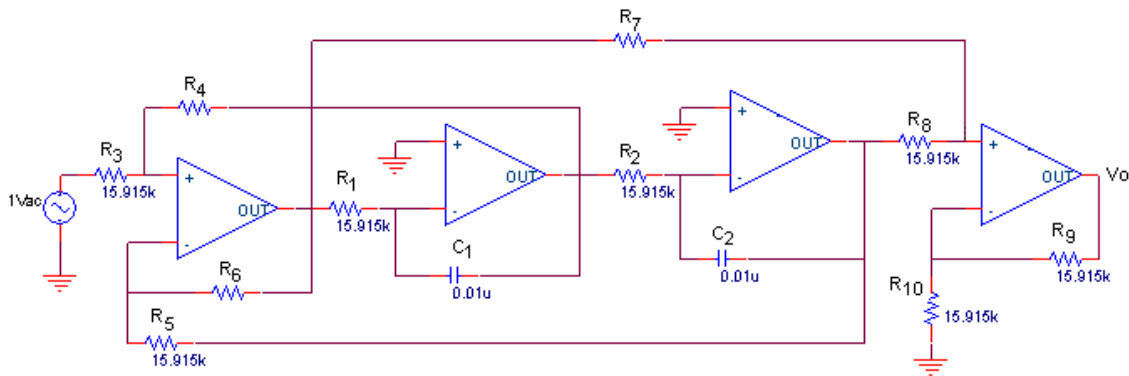 R7
R4
R3
15.915k
1Vac
+
-
OUT
R1
15.915k
+
-
OUT
C1
0.01u
R2
15.915k
+
-
OUT
C2
0.01u
R8
15.915k
+
-
OUT
Vo
R9
15.915k
R10
15.915k
R6
R5
15.915k